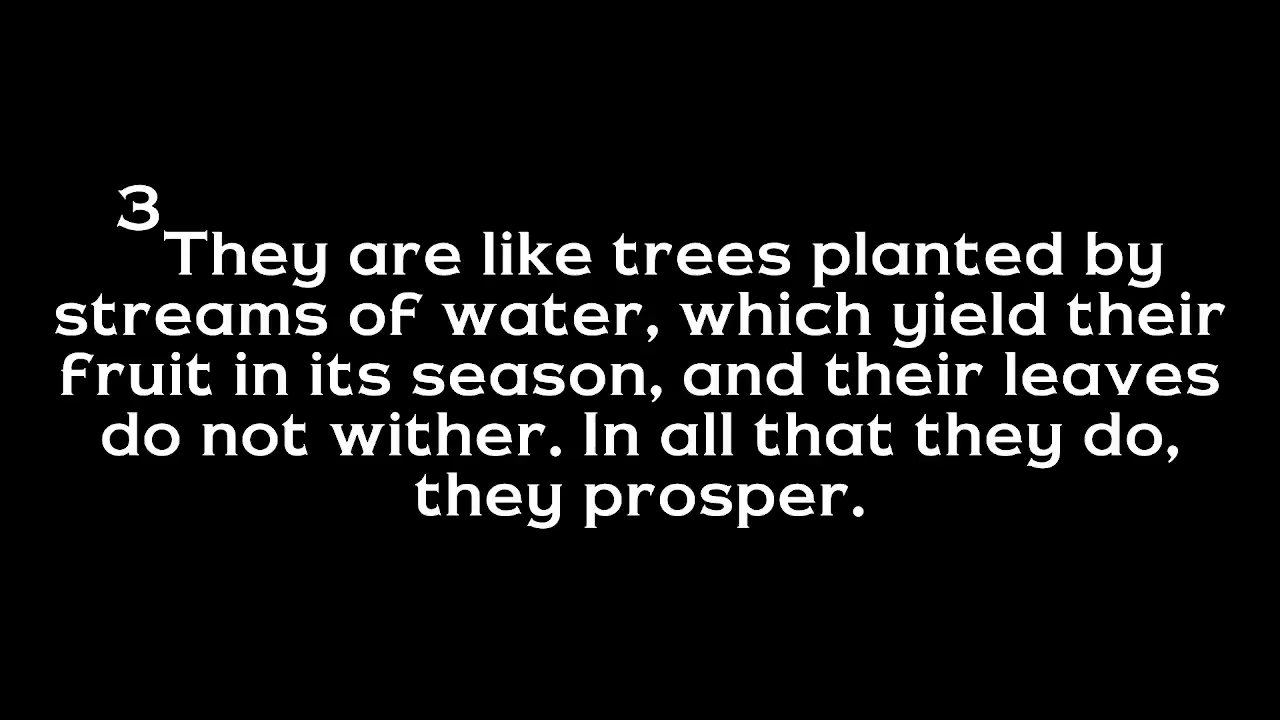 3 They are like trees planted by
streams of water, which yield their
fruit in its season, and their leaves
do not wither. In all that they do,
they prosper.